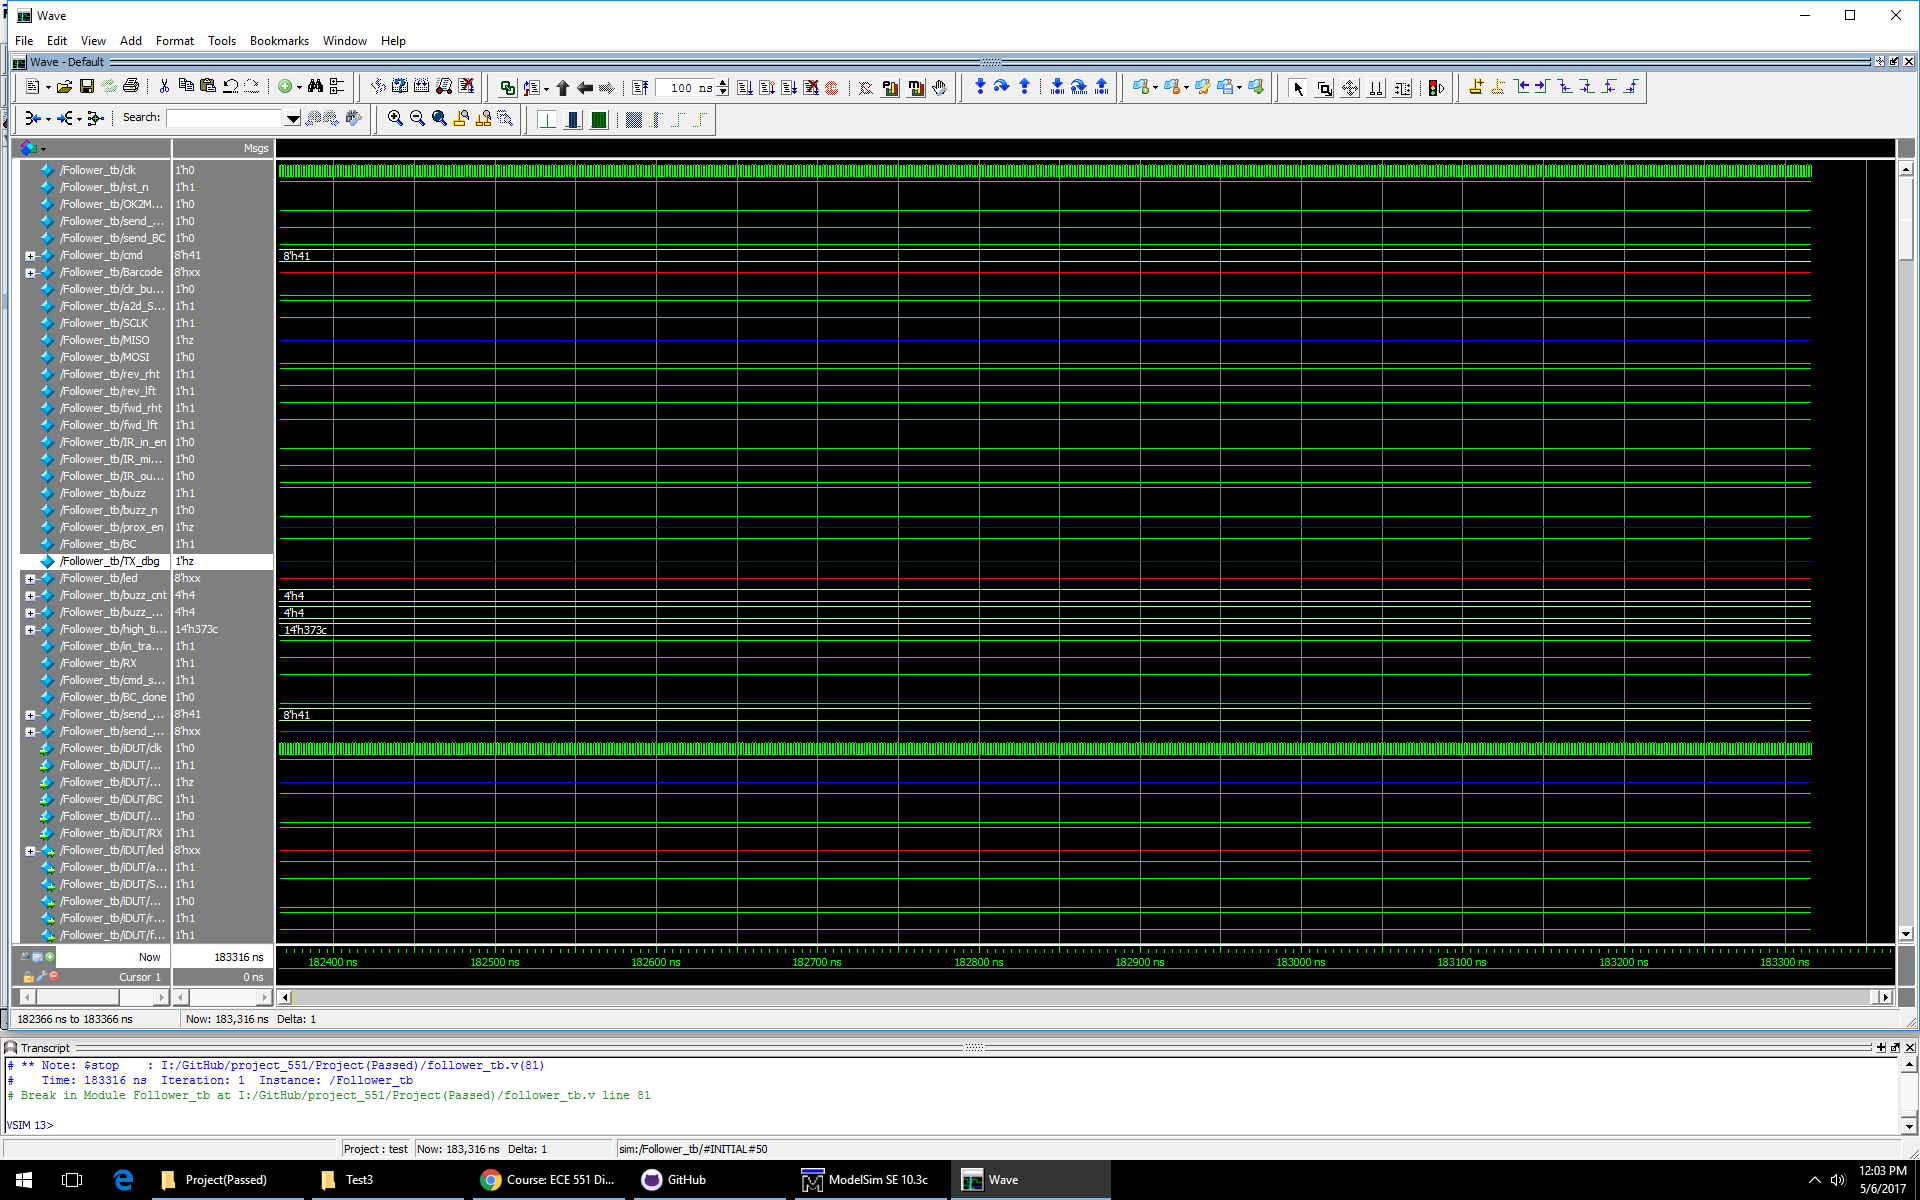 Wave
File Edit View Add Format Tools Bookmarks Window Help
Wave - Default
100 ns
Search:
Msgs
/Follower_tb/clk 1'h0
/Follower_tb/rst_n 1'h1
/Follower_tb/OK2M... 1'h0
/Follower_tb/send_... 1'h0
/Follower_tb/send_BC 1'h0
/Follower_tb/cmd 8'h41 8'h41
/Follower_tb/Barcode 8'hxx
/Follower_tb/clr_bu... 1'h0
/Follower_tb/a2d_S... 1'h1
/Follower_tb/SCLK 1'h1
/Follower_tb/MISO 1'hz
/Follower_tb/MOSI 1'h0
/Follower_tb/rev_rht 1'h1
/Follower_tb/rev_lft 1'h1
/Follower_tb/fwd_rht 1'h1
/Follower_tb/fwd_lft 1'h1
/Follower_tb/IR_in_en 1'h0
/Follower_tb/IR_mi... 1'h0
/Follower_tb/IR_ou... 1'h0
/Follower_tb/buzz 1'h1
/Follower_tb/buzz_n 1'h0
/Follower_tb/prox_en 1'hz
/Follower_tb/BC 1'h1
/Follower_tb/TX_dbg 1'hz
/Follower_tb/led 8'hxx
/Follower_tb/buzz_cnt 4'h4 4'h4
/Follower_tb/buzz_... 4'h4 4'h4
/Follower_tb/high_ti... 14'h373c 14'h373c
/Follower_tb/in_tra... 1'h1
/Follower_tb/RX 1'h1
/Follower_tb/cmd_s... 1'h1
/Follower_tb/BC_done 1'h0
/Follower_tb/send_... 8'h41 8'h41
/Follower_tb/send_... 8'hxx
/Follower_tb/iDUT/clk 1'h0
/Follower_tb/iDUT/... 1'h1
/Follower_tb/iDUT/... 1'hz
/Follower_tb/iDUT/BC 1'h1
/Follower_tb/iDUT/... 1'h0
/Follower_tb/iDUT/RX 1'h1
/Follower_tb/iDUT/led 8'hxx
/Follower_tb/iDUT/a... 1'h1
/Follower_tb/iDUT/S... 1'h1
/Follower_tb/iDUT/... 1'h0
/Follower_tb/iDUT/r... 1'h1
/Follower_tb/iDUT/f... 1'h1
Now 183316 ns 182400 ns 182500 ns 182600 ns 182700 ns 182800 ns 182900 ns 183000 ns 183100 ns 183200 ns 183300 ns
Cursor 1 0 ns
182366 ns to 183366 ns Now: 183,316 ns Delta: 1
Transcript
# ** Note: $stop : I:/GitHub/project_551/Project(Passed)/follower_tb.v(81)
# Time: 183316 ns Iteration: 1 Instance: /Follower_tb
# Break in Module Follower_tb at I:/GitHub/project_551/Project(Passed)/follower_tb.v line 81
VSIM 13>
Project : test Now: 183,316 ns Delta: 1 sim:/Follower_tb/#INITIAL#50
Project(Passed) Test3 Course: ECE 551 Di... GitHub ModelSim SE 10.3c Wave
12:03 PM
5/6/2017